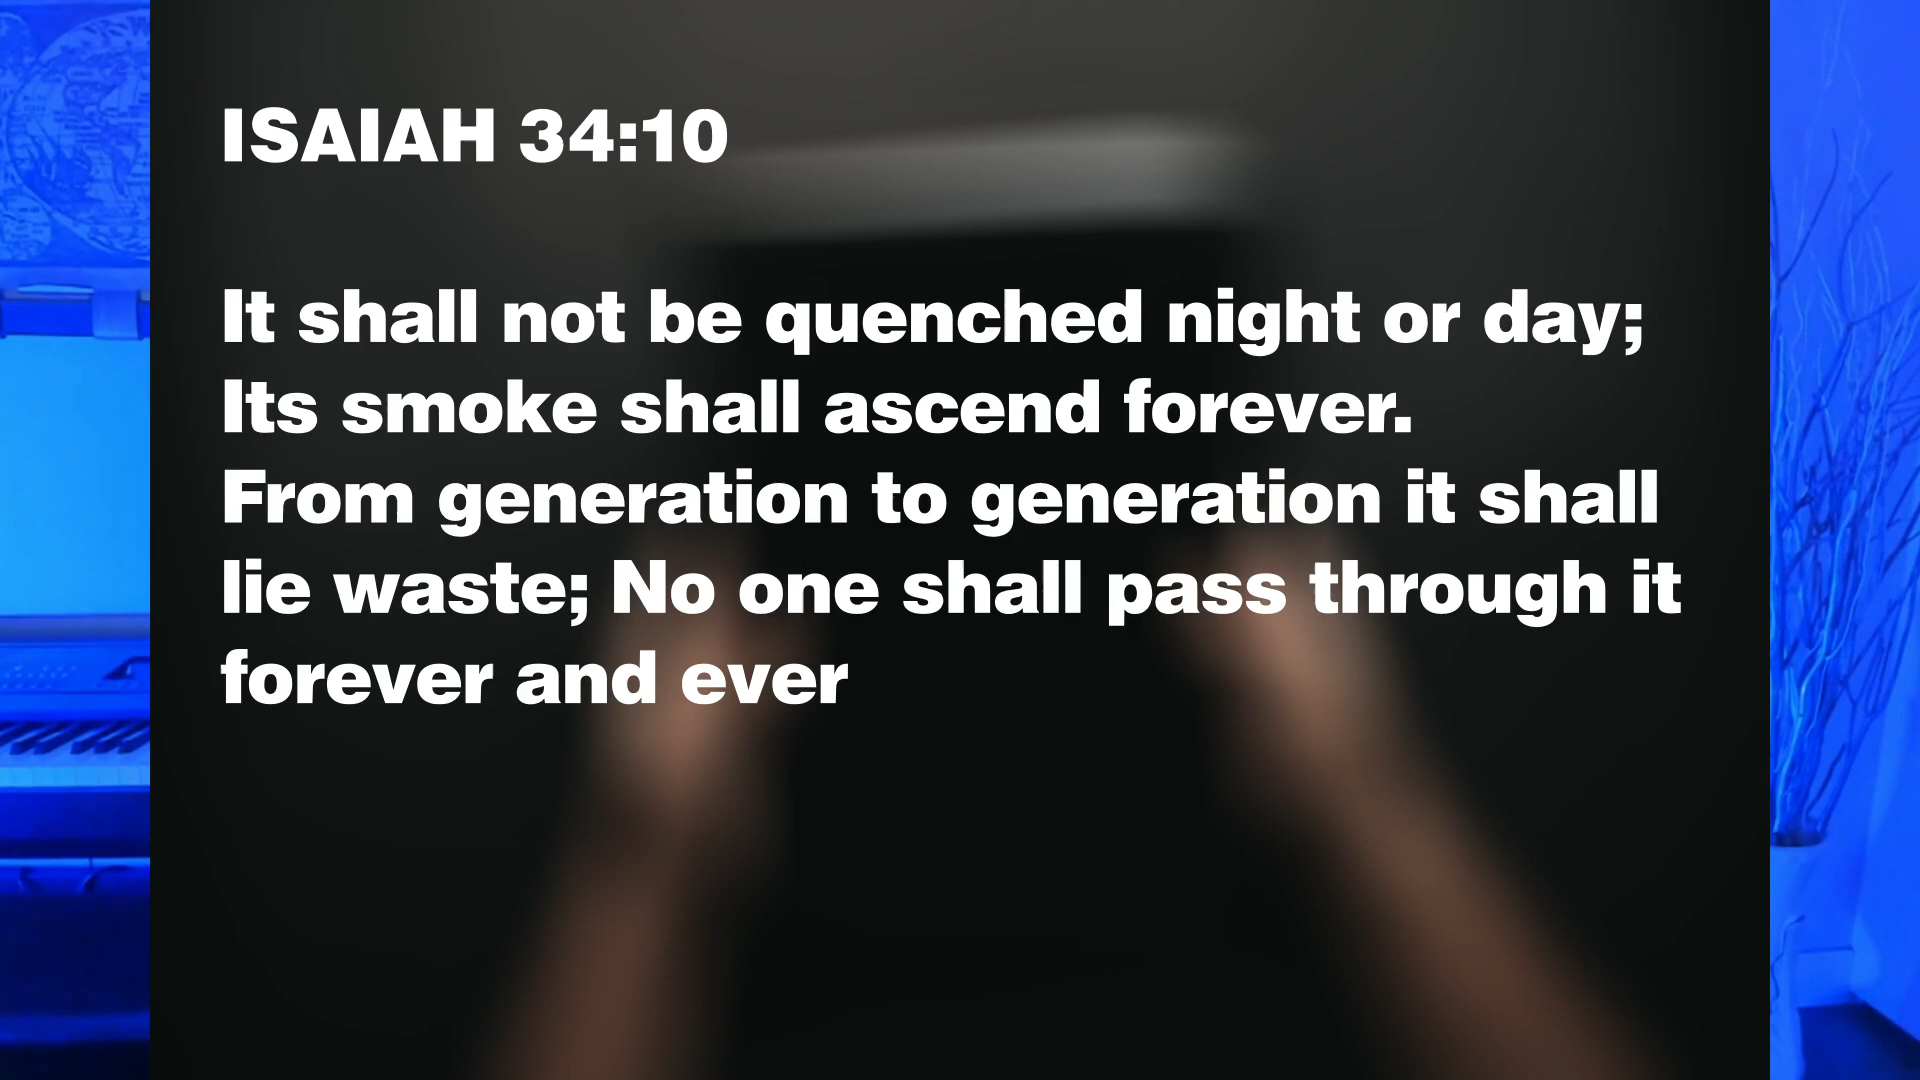 ISAIAH 34:10
It shall not be quenched night or day;
Its smoke shall ascend forever.
From generation to generation it shall
lie waste; No one shall pass through it
forever and ever